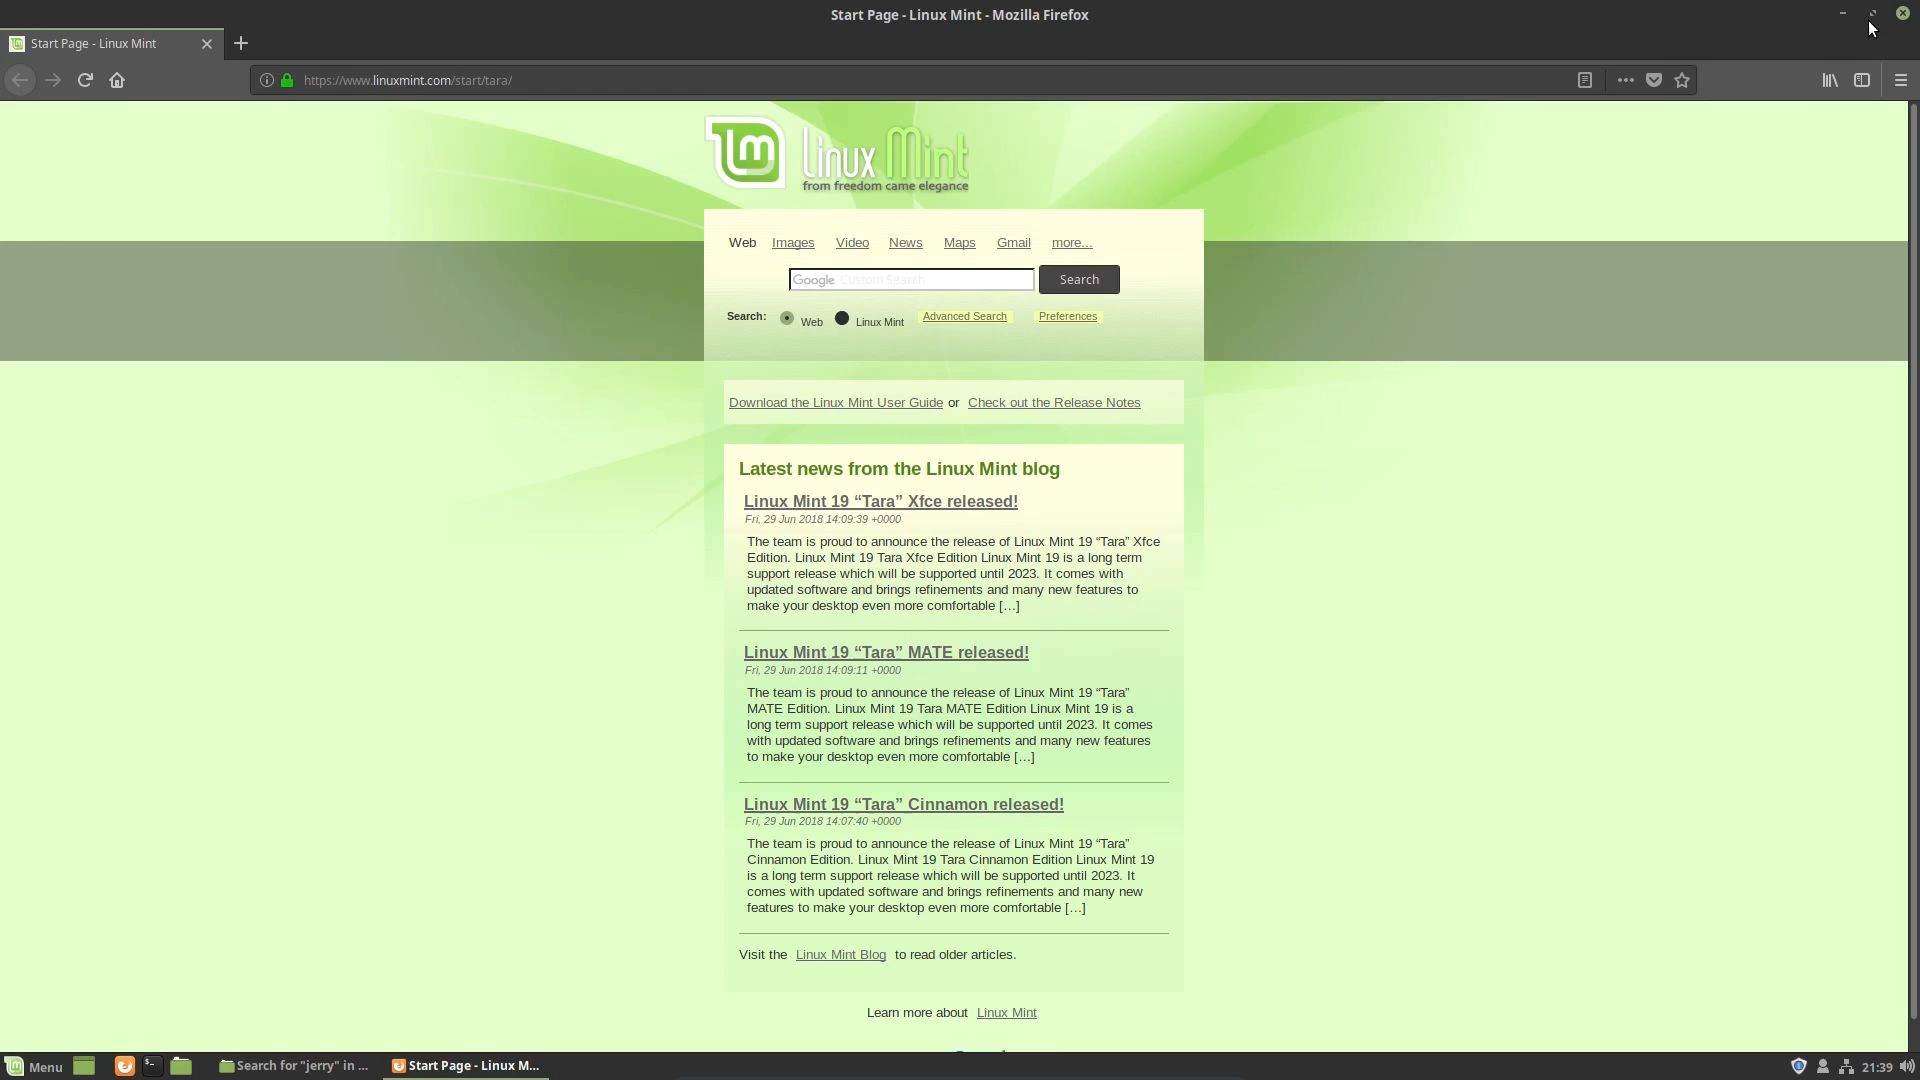 Start Page - Linux Mint - Mozilla Firefox
Start Page - Linux Mint
https://www.linuxmint.com/start/tara/
Linux Mint
from freedom came elegance
Web Images Video News Maps Gmail more...
Google Custom Search Search
Search: Web Linux Mint Advanced Search Preferences
Download the Linux Mint User Guide or Check out the Release Notes
Latest news from the Linux Mint blog
Linux Mint 19 “Tara” Xfce released!
Fri, 29 Jun 2018 14:09:39 +0000
The team is proud to announce the release of Linux Mint 19 “Tara” Xfce
Edition. Linux Mint 19 Tara Xfce Edition Linux Mint 19 is a long term
support release which will be supported until 2023. It comes with
updated software and brings refinements and many new features to
make your desktop even more comfortable […]
Linux Mint 19 “Tara” MATE released!
Fri, 29 Jun 2018 14:09:11 +0000
The team is proud to announce the release of Linux Mint 19 “Tara”
MATE Edition. Linux Mint 19 Tara MATE Edition Linux Mint 19 is a
long term support release which will be supported until 2023. It comes
with updated software and brings refinements and many new features
to make your desktop even more comfortable […]
Linux Mint 19 “Tara” Cinnamon released!
Fri, 29 Jun 2018 14:07:40 +0000
The team is proud to announce the release of Linux Mint 19 “Tara”
Cinnamon Edition. Linux Mint 19 Tara Cinnamon Edition Linux Mint 19
is a long term support release which will be supported until 2023. It
comes with updated software and brings refinements and many new
features to make your desktop even more comfortable […]
Visit the Linux Mint Blog to read older articles.
Learn more about Linux Mint
Menu Search for "jerry" in ... Start Page - Linux M... 21:39